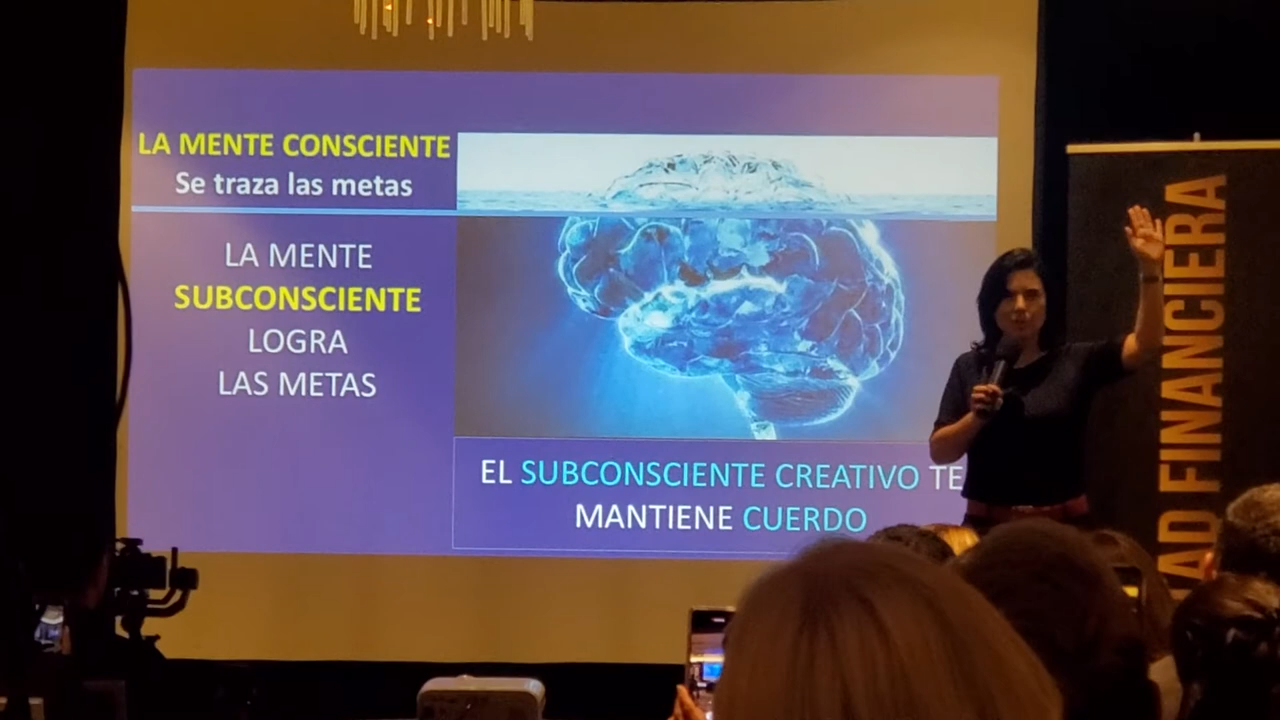 LA MENTE CONSCIENTE
Se traza las metas
LA MENTE
SUBCONSCIENTE
LOGRA
LAS METAS
EL SUBCONSCIENTE CREATIVO TE
MANTIENE CUERDO
AD FINANCIERA